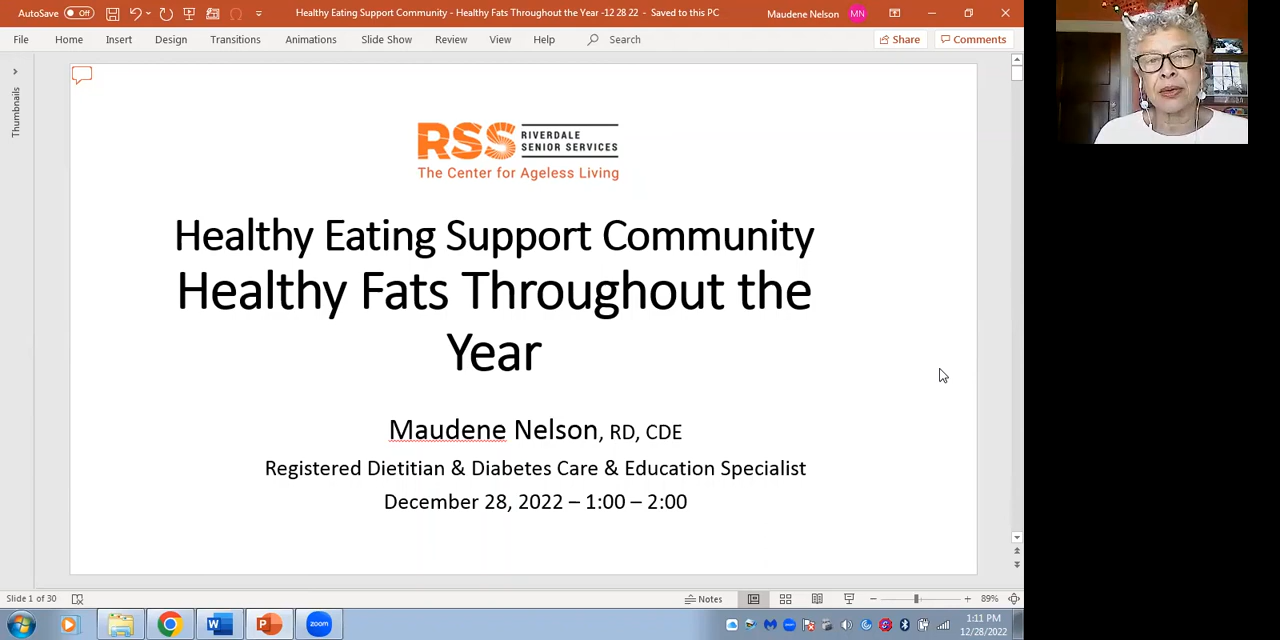 AutoSave Off Healthy Eating Support Community - Healthy Fats Throughout the Year -12 28 22 - Saved to this PC Maudene Nelson MN
File Home Insert Design Transitions Animations Slide Show Review View Help Search Share Comments
Thumbnails
RSS RIVERDALE
SENIOR SERVICES
The Center for Ageless Living
Healthy Eating Support Community
Healthy Fats Throughout the
Year
Maudene Nelson, RD, CDE
Registered Dietitian & Diabetes Care & Education Specialist
December 28, 2022 – 1:00 – 2:00
Slide 1 of 30 Notes 89%
zoom
1:11 PM
12/28/2022